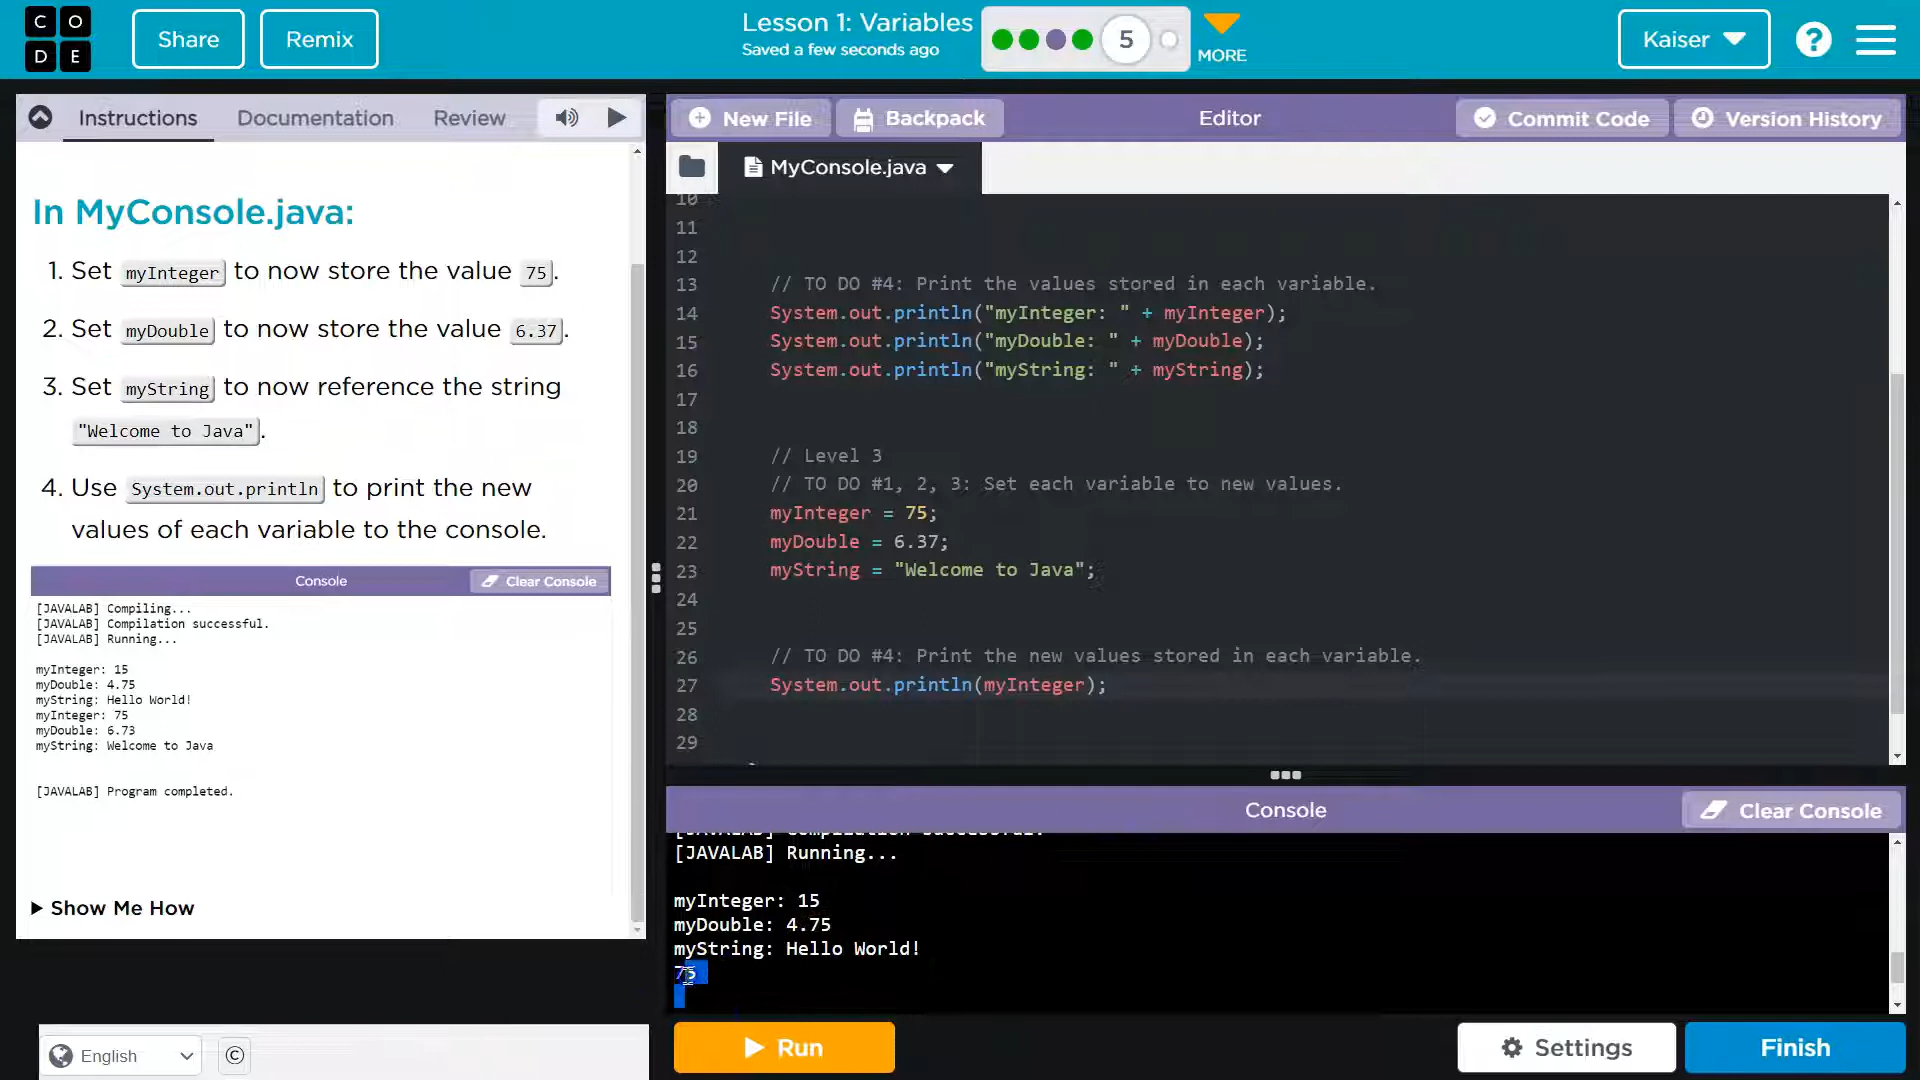 CODE
Share
Remix
Lesson 1: Variables
Saved a few seconds ago
5
MORE
Kaiser
?
Instructions
Documentation
Review
In MyConsole.java:
1. Set myInteger to now store the value 75.
2. Set myDouble to now store the value 6.37.
3. Set myString to now reference the string
"Welcome to Java".
4. Use System.out.println to print the new
values of each variable to the console.
Console
Clear Console
[JAVALAB] Compiling...
[JAVALAB] Compilation successful.
[JAVALAB] Running...
myInteger: 15
myDouble: 4.75
myString: Hello World!
myInteger: 75
myDouble: 6.73
myString: Welcome to Java
[JAVALAB] Program completed.
Show Me How
English
©
New File
Backpack
Editor
Commit Code
Version History
MyConsole.java
10
11
12
13 // TO DO #4: Print the values stored in each variable.
14 System.out.println("myInteger: " + myInteger);
15 System.out.println("myDouble: " + myDouble);
16 System.out.println("myString: " + myString);
17
18
19 // Level 3
20 // TO DO #1, 2, 3: Set each variable to new values.
21 myInteger = 75;
22 myDouble = 6.37;
23 myString = "Welcome to Java";
24
25
26 // TO DO #4: Print the new values stored in each variable.
27 System.out.println(myInteger);
28
29
Console
Clear Console
[JAVALAB] Compilation successful.
[JAVALAB] Running...
myInteger: 15
myDouble: 4.75
myString: Hello World!
75
Run
Settings
Finish